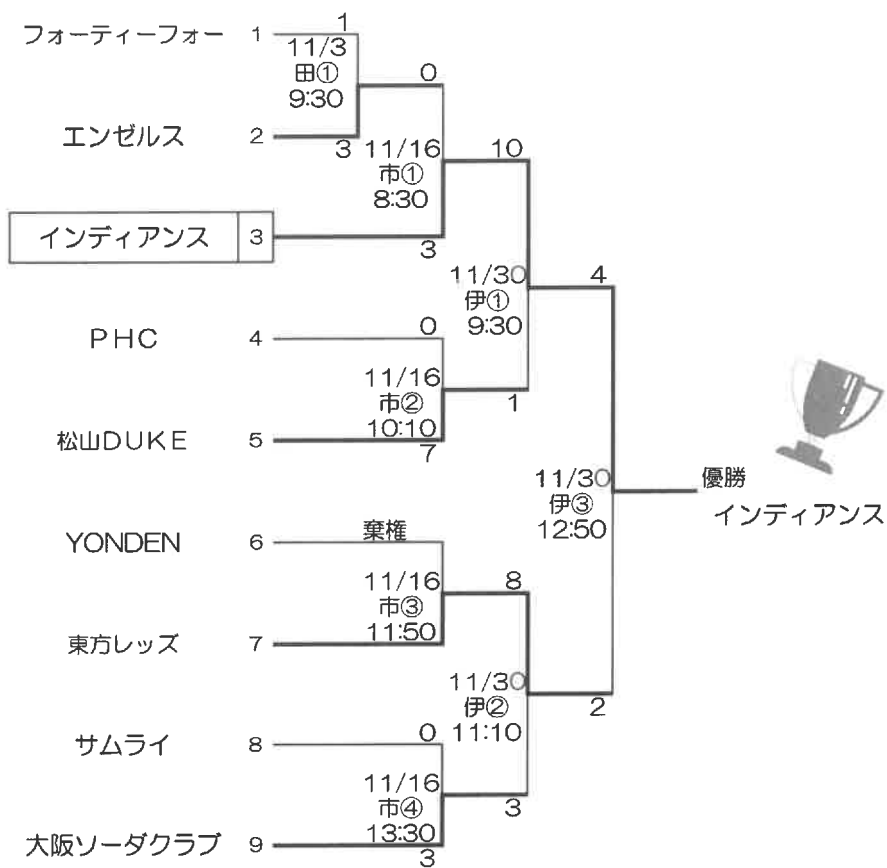 フォーティーフォー 1 1
11/3
田①
9:30
0
エンゼルス 2 3
11/16
市①
8:30
10
インディアンス 3 3
11/30
伊①
9:30
4
PHC 4 0
11/16
市②
10:10
1
松山DUKE 5 7
11/30
伊③
12:50
優勝
インディアンス
YONDEN 6 棄権
11/16
市③
11:50
8
東方レッズ 7
11/30
伊②
11:10
2
サムライ 8 0
11/16
市④
13:30
3
大阪ソーダクラブ 9 3